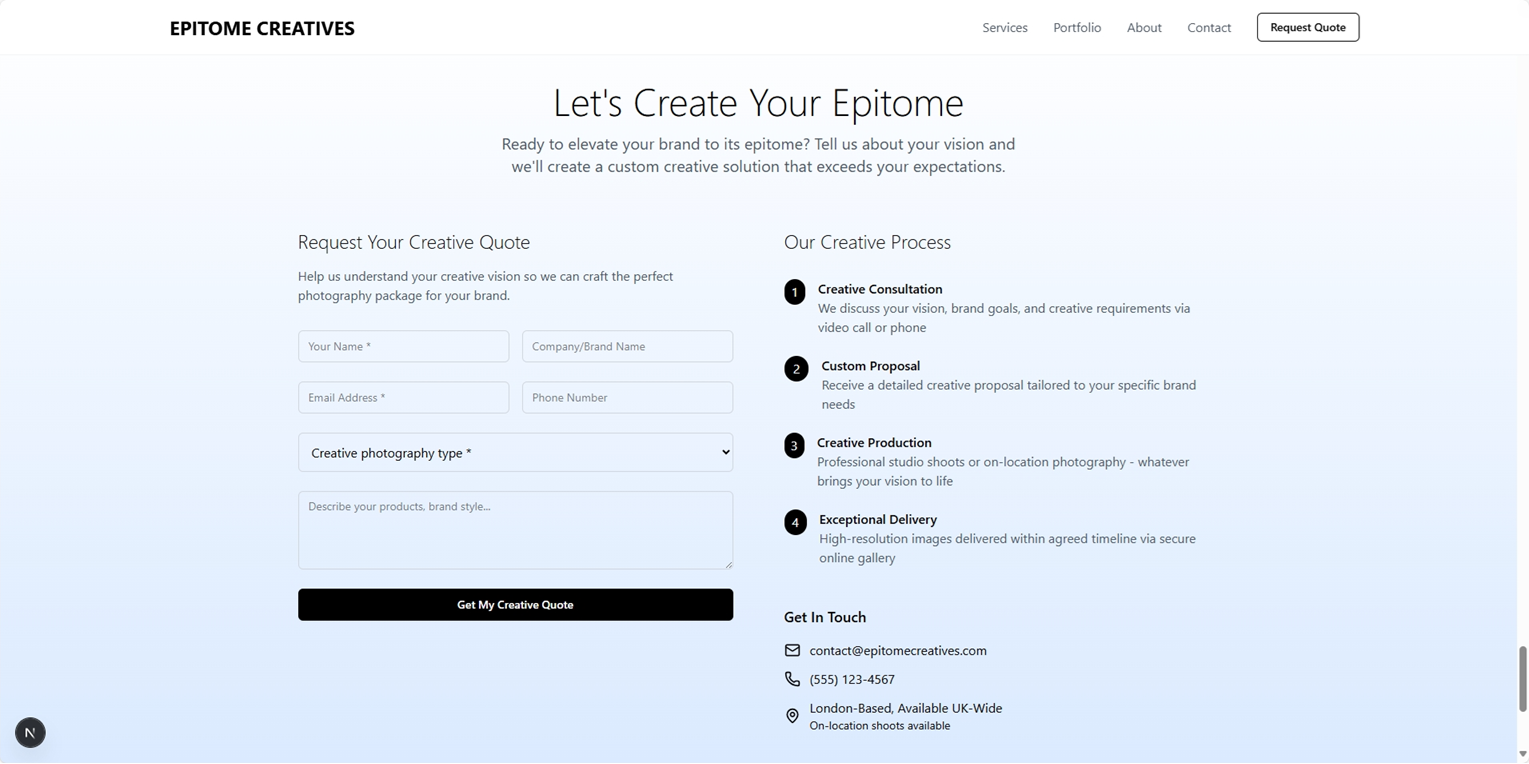 EPITOME CREATIVES
Services
Portfolio
About
Contact
Request Quote
Let's Create Your Epitome
Ready to elevate your brand to its epitome? Tell us about your vision and
we'll create a custom creative solution that exceeds your expectations.
Request Your Creative Quote
Help us understand your creative vision so we can craft the perfect
photography package for your brand.
Your Name *
Company/Brand Name
Email Address *
Phone Number
Creative photography type *
Describe your products, brand style...
Get My Creative Quote
Our Creative Process
1
Creative Consultation
We discuss your vision, brand goals, and creative requirements via
video call or phone
2
Custom Proposal
Receive a detailed creative proposal tailored to your specific brand
needs
3
Creative Production
Professional studio shoots or on-location photography - whatever
brings your vision to life
4
Exceptional Delivery
High-resolution images delivered within agreed timeline via secure
online gallery
Get In Touch
contact@epitomecreatives.com
(555) 123-4567
London-Based, Available UK-Wide
On-location shoots available
N